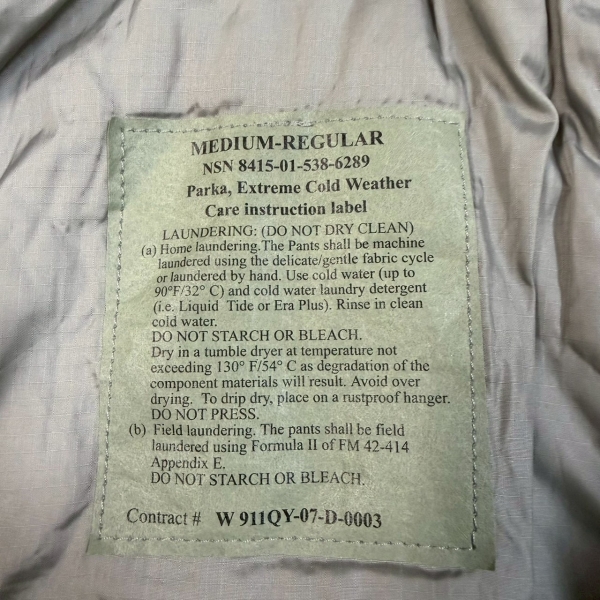 MEDIUM-REGULAR
NSN 8415-01-538-6289
Parka, Extreme Cold Weather
Care instruction label
LAUNDERING: (DO NOT DRY CLEAN)
(a) Home laundering.The Pants shall be machine
laundered using the delicate/gentle fabric cycle
or laundered by hand. Use cold water (up to
90°F/32° C) and cold water laundry detergent
(i.e. Liquid Tide or Era Plus). Rinse in clean
cold water.
DO NOT STARCH OR BLEACH.
Dry in a tumble dryer at temperature not
exceeding 130° F/54° C as degradation of the
component materials will result. Avoid over
drying. To drip dry, place on a rustproof hanger.
DO NOT PRESS.
(b) Field laundering. The pants shall be field
laundered using Formula II of FM 42-414
Appendix E.
DO NOT STARCH OR BLEACH.
Contract # W 911QY-07-D-0003